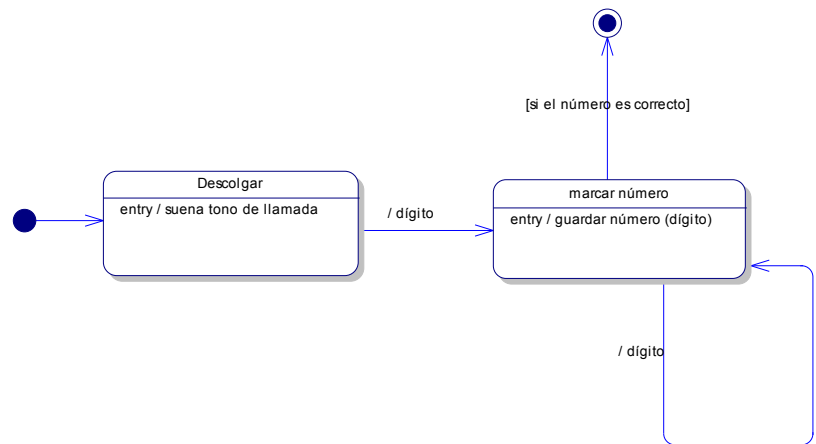 [si el número es correcto]
Descolgar
entry / suena tono de llamada
/ dígito
marcar número
entry / guardar número (dígito)
/ dígito